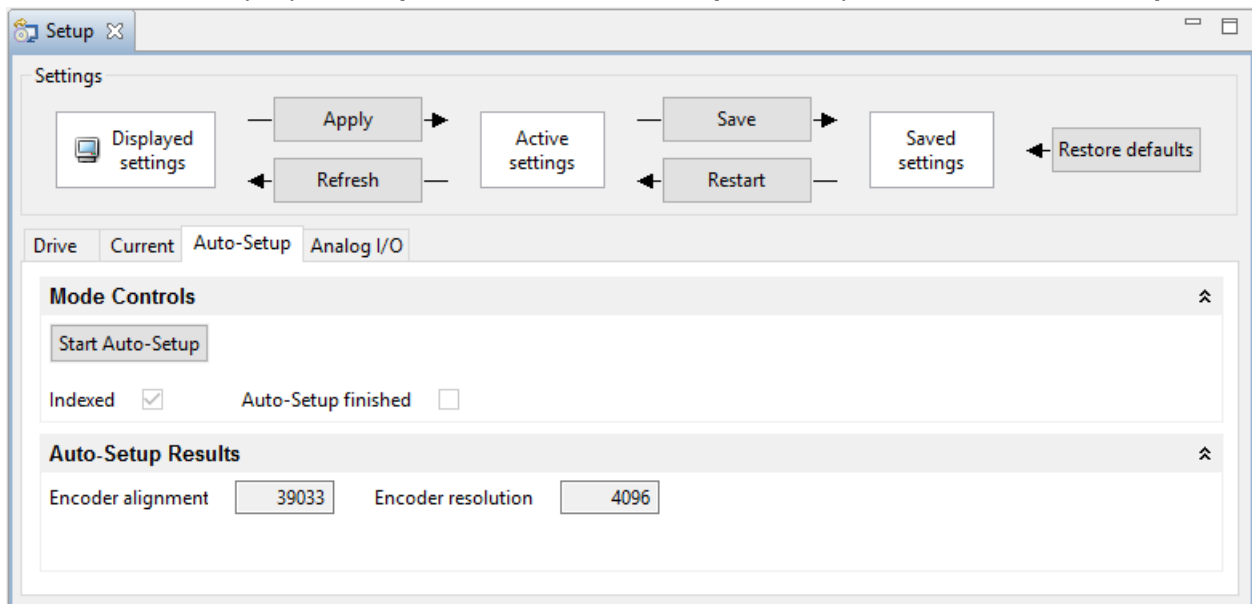 Setup
Settings
Displayed settings
Apply
Refresh
Active settings
Save
Restart
Saved settings
Restore defaults
Drive Current Auto-Setup Analog I/O
Mode Controls
Start Auto-Setup
Indexed Auto-Setup finished
Auto-Setup Results
Encoder alignment 39033 Encoder resolution 4096